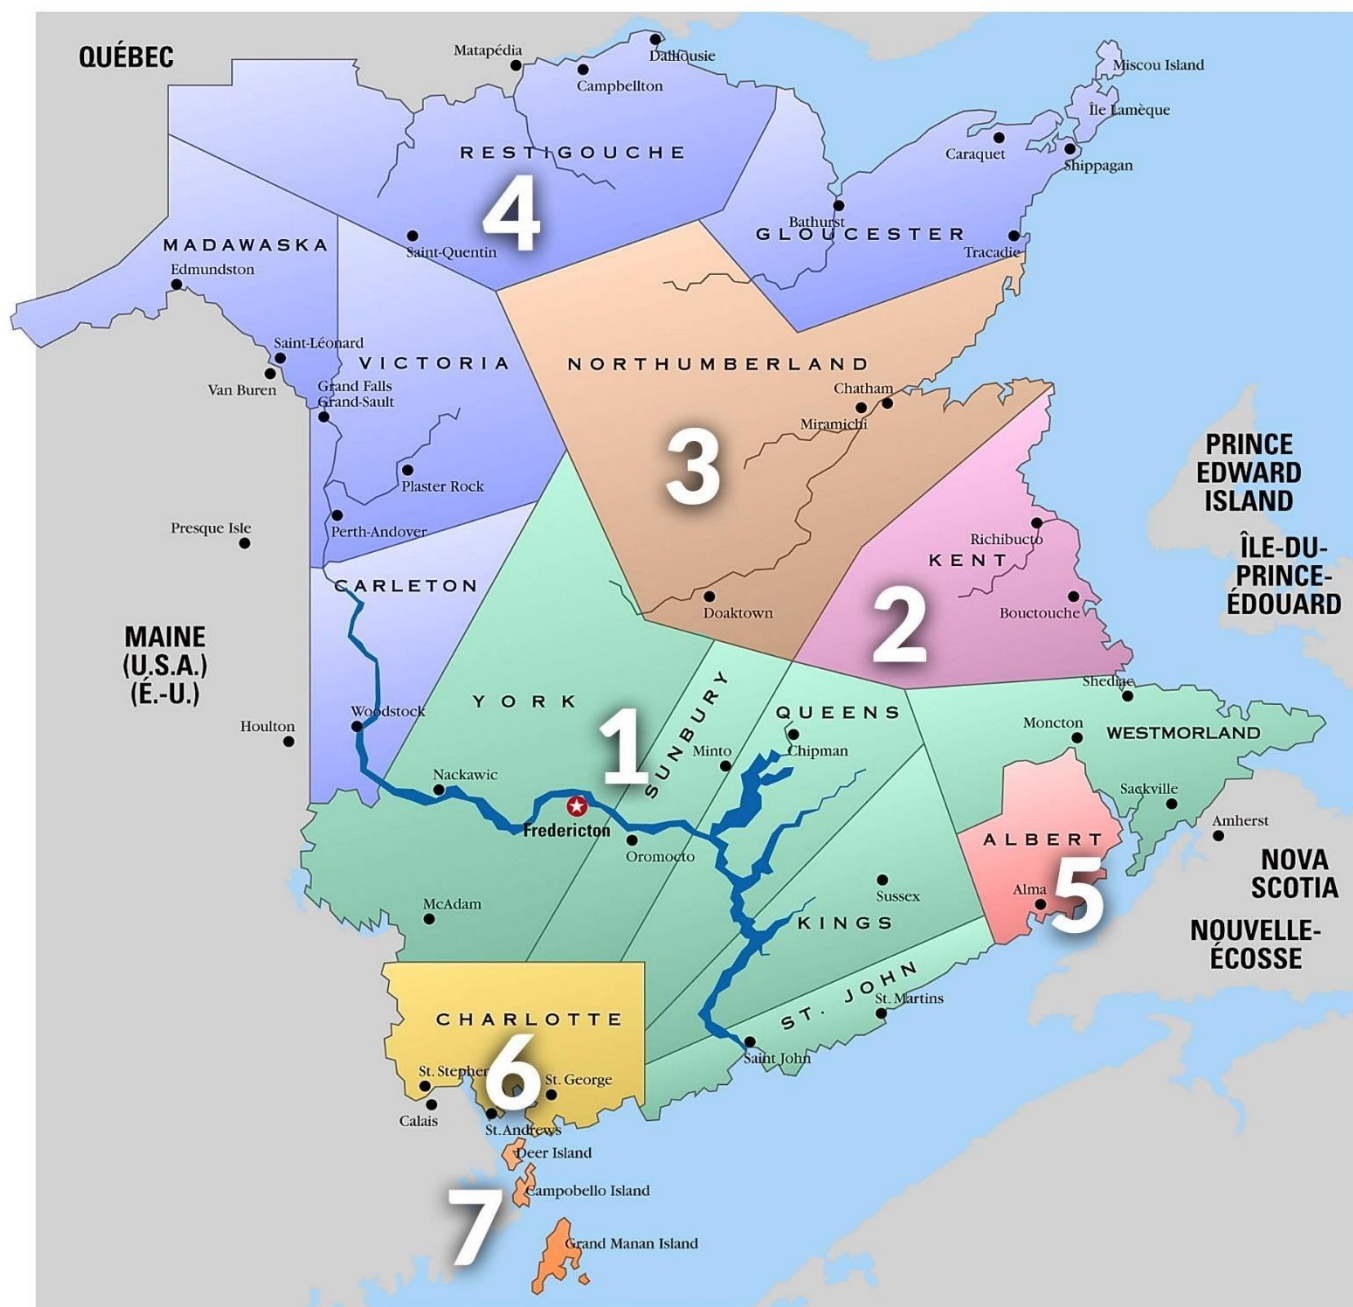 QUÉBEC
Matapédia
Dalhousie
Campbellton
Miscou Island
Île Lamèque
Caraquet
Shippagan
RESTIGOUCHE
4
Bathurst
GLOUCESTER
Tracadie
MADAWASKA
Saint-Quentin
Edmundston
Saint-Léonard
Van Buren
VICTORIA
Grand Falls
Grand-Sault
NORTHUMBERLAND
Chatham
Miramichi
3
Plaster Rock
Perth-Andover
Presque Isle
PRINCE
EDWARD
ISLAND
ÎLE-DU-
PRINCE-
ÉDOUARD
Richibucto
KENT
Bouctouche
2
CARLETON
Doaktown
MAINE
(U.S.A.)
(É.-U.)
Houlton
Woodstock
YORK
1
SUNBURY
QUEENS
Minto
Chipman
Shediac
Moncton
WESTMORLAND
Sackville
Amherst
NOVA
SCOTIA
NOUVELLE-
ÉCOSSE
Nackawic
Fredericton
Oromocto
ALBERT
5
Alma
McAdam
Sussex
KINGS
ST. JOHN
St. Martins
Saint John
CHARLOTTE
6
St. Stephen
St. George
Calais
St. Andrews
Deer Island
7
Campobello Island
Grand Manan Island